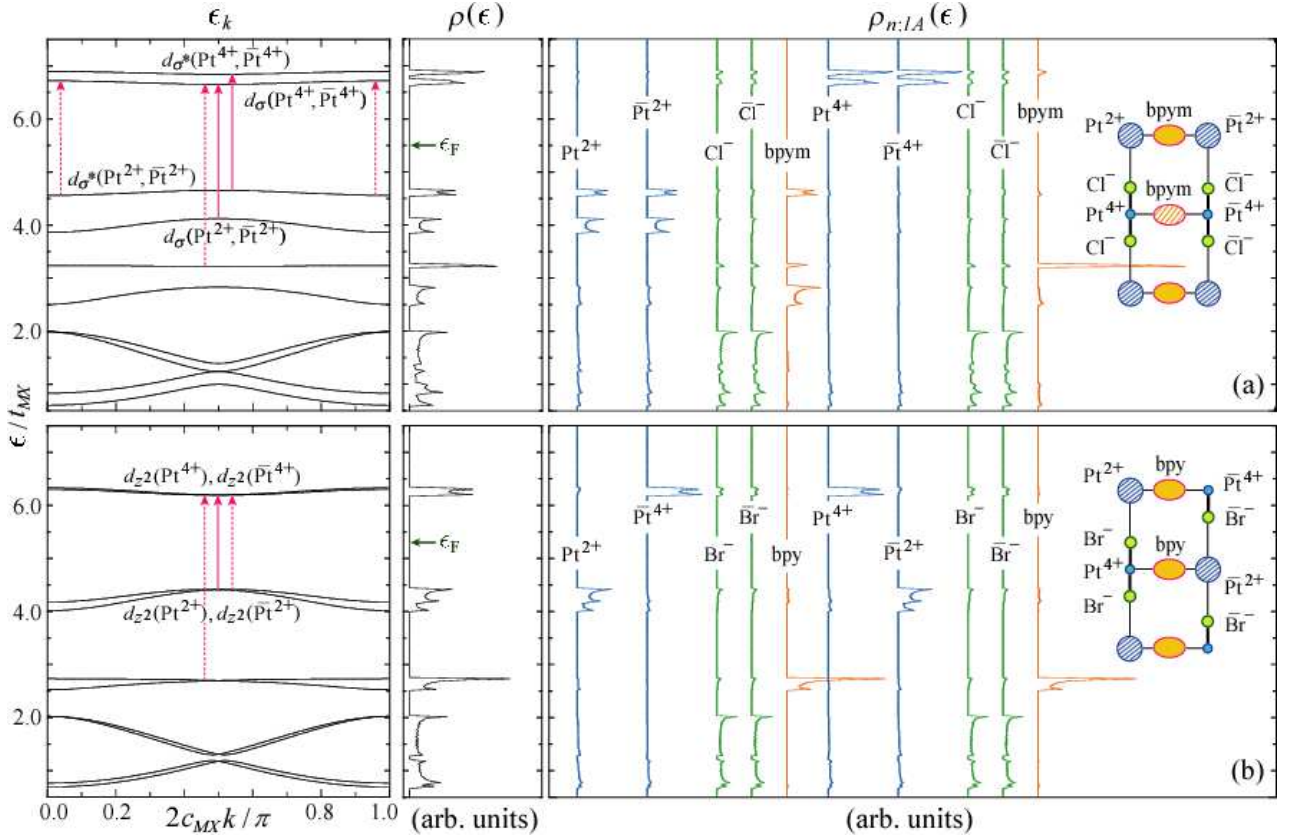 ϵₖ ρ(ϵ) ρₙ:ₗA(ϵ)
dσ*(Pt⁴⁺, P̅t⁴⁺)
dσ(Pt⁴⁺, P̅t⁴⁺)
dσ*(Pt²⁺, P̅t²⁺)
dσ(Pt²⁺, P̅t²⁺)
6.0
4.0
2.0
ϵF
Pt²⁺
P̅t²⁺
Cl⁻
C̅l⁻
bpym
Pt⁴⁺
P̅t⁴⁺
Cl⁻
C̅l⁻
bpym
bpym
Pt²⁺ P̅t²⁺
Cl⁻ C̅l⁻
bpym
Pt⁴⁺ P̅t⁴⁺
Cl⁻ C̅l⁻
(a)
ϵ / tMX
d_z²(Pt⁴⁺), d_z²(P̅t⁴⁺)
d_z²(Pt²⁺), d_z²(P̅t²⁺)
6.0
4.0
2.0
ϵF
Pt²⁺
P̅t⁴⁺
Br⁻
B̅r⁻
bpy
Pt⁴⁺
P̅t²⁺
Br⁻
B̅r⁻
bpy
bpy
Pt²⁺ P̅t⁴⁺
B̅r⁻
Br⁻
bpy
Pt⁴⁺
P̅t²⁺
Br⁻
B̅r⁻
(b)
0.0 0.2 0.4 0.6 0.8 1.0
2cMXk / π (arb. units) (arb. units)